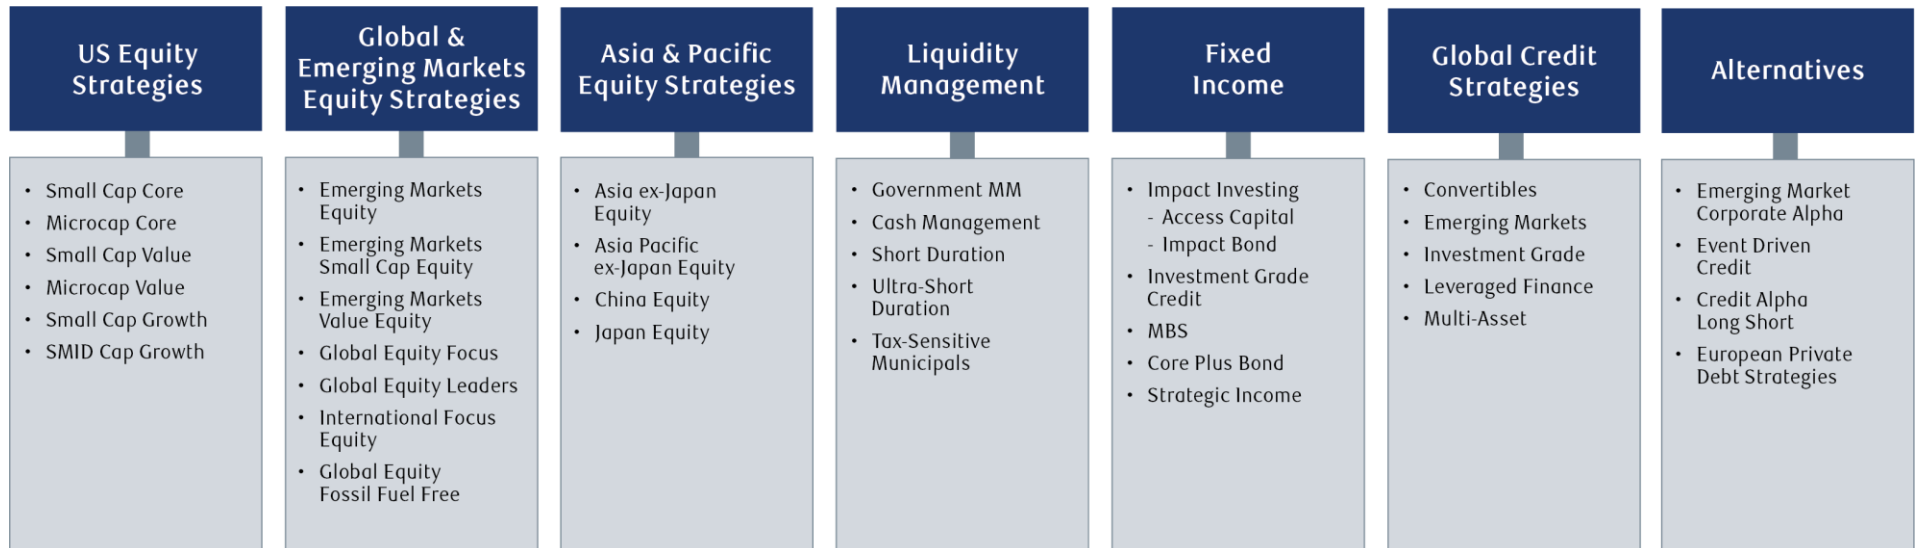 US Equity
Strategies
• Small Cap Core
• Microcap Core
• Small Cap Value
• Microcap Value
• Small Cap Growth
• SMID Cap Growth
Global &
Emerging Markets
Equity Strategies
• Emerging Markets
Equity
• Emerging Markets
Small Cap Equity
• Emerging Markets
Value Equity
• Global Equity Focus
• Global Equity Leaders
• International Focus
Equity
• Global Equity
Fossil Fuel Free
Asia & Pacific
Equity Strategies
• Asia ex-Japan
Equity
• Asia Pacific
ex-Japan Equity
• China Equity
• Japan Equity
Liquidity
Management
• Government MM
• Cash Management
• Short Duration
• Ultra-Short
Duration
• Tax-Sensitive
Municipals
Fixed
Income
• Impact Investing
- Access Capital
- Impact Bond
• Investment Grade
Credit
• MBS
• Core Plus Bond
• Strategic Income
Global Credit
Strategies
• Convertibles
• Emerging Markets
• Investment Grade
• Leveraged Finance
• Multi-Asset
Alternatives
• Emerging Market
Corporate Alpha
• Event Driven
Credit
• Credit Alpha
Long Short
• European Private
Debt Strategies